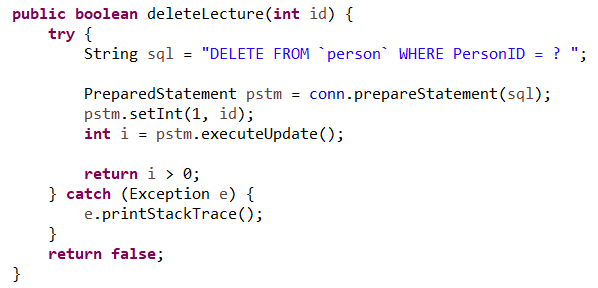 public boolean deleteLecture(int id) {
    try {
        String sql = "DELETE FROM `person` WHERE PersonID = ? ";

        PreparedStatement pstm = conn.prepareStatement(sql);
        pstm.setInt(1, id);
        int i = pstm.executeUpdate();

        return i > 0;
    } catch (Exception e) {
        e.printStackTrace();
    }
    return false;
}